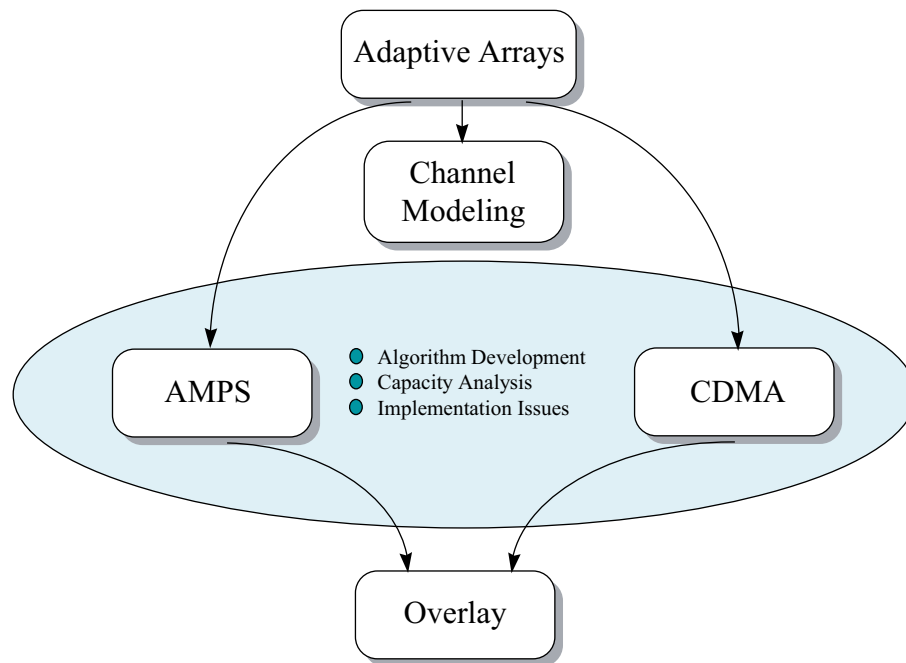 Adaptive Arrays
Channel
Modeling
AMPS
Algorithm Development
Capacity Analysis
Implementation Issues
CDMA
Overlay